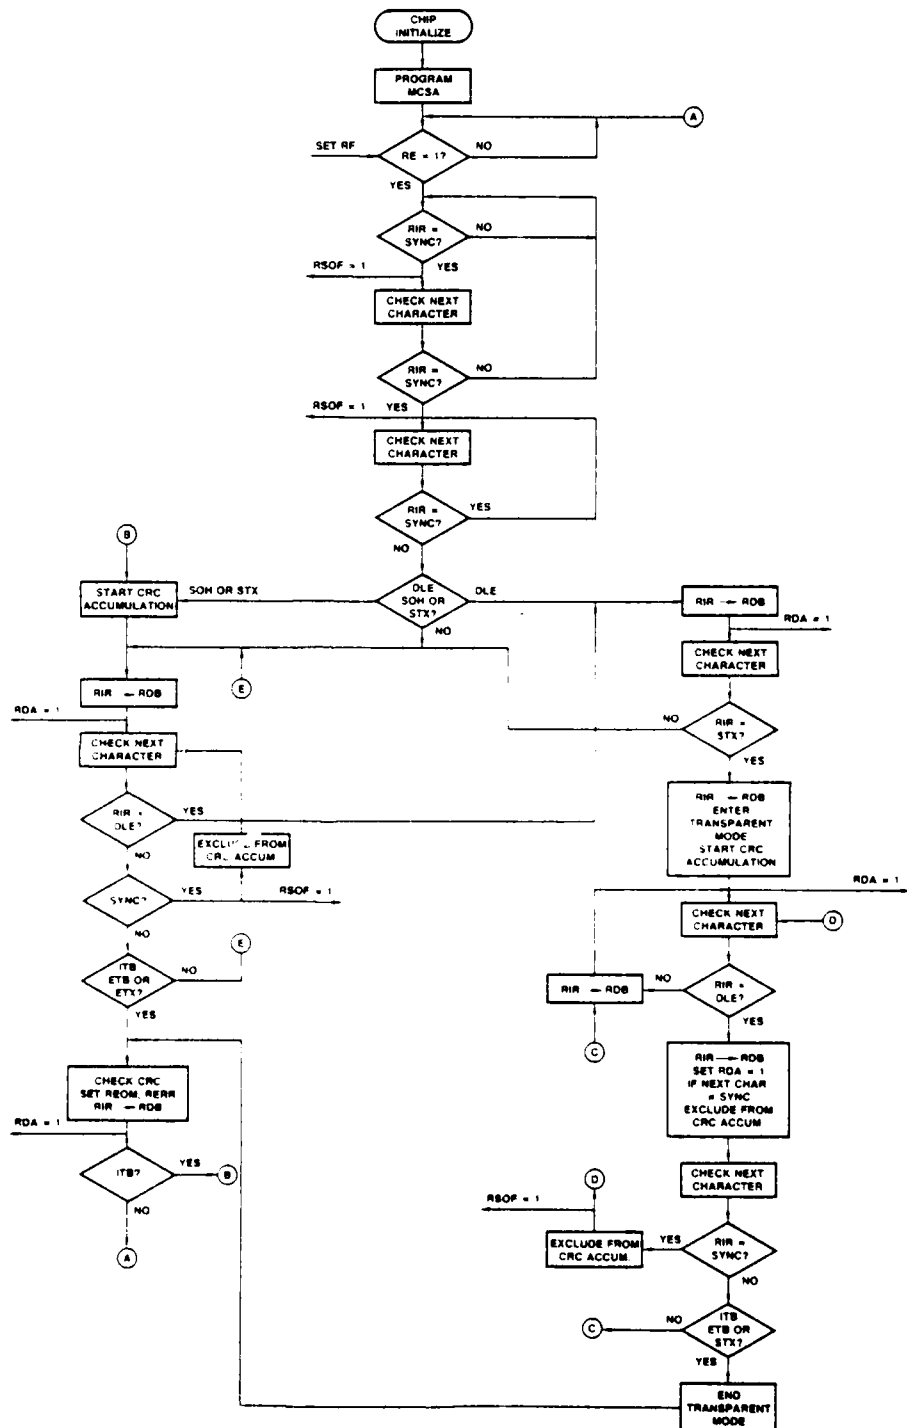 CHIP
INITIALIZE
PROGRAM
MCSA
A
SET RF
RE = 1?
NO
YES
RIR =
SYNC?
NO
YES
RSOF = 1
CHECK NEXT
CHARACTER
RIR =
SYNC?
NO
YES
RSOF = 1
CHECK NEXT
CHARACTER
RIR =
SYNC?
YES
NO
B
START CRC
ACCUMULATION
SOH OR STX
DLE
SOH OR
STX?
DLE
NO
RIR → RDB
RDA = 1
CHECK NEXT
CHARACTER
E
RIR → RDB
RDA = 1
CHECK NEXT
CHARACTER
NO
RIR =
STX?
YES
RIR =
DLE?
YES
NO
EXCLUDE FROM
CRC ACCUM
RIR → RDB
ENTER
TRANSPARENT
MODE
START CRC
ACCUMULATION
SYNC?
YES
RSOF = 1
NO
RDA = 1
CHECK NEXT
CHARACTER
D
E
ITB
ETB OR
ETX?
NO
YES
RIR → RDB
NO
RIR =
DLE?
YES
C
CHECK CRC
SET REOM, RERR
RIR → RDB
RDA = 1
RIR → RDB
SET RDA = 1
IF NEXT CHAR
= SYNC
EXCLUDE FROM
CRC ACCUM
ITB?
YES
B
NO
A
CHECK NEXT
CHARACTER
D
RSOF = 1
EXCLUDE FROM
CRC ACCUM.
YES
RIR =
SYNC?
NO
C
NO
ITB
ETB OR
STX?
YES
END
TRANSPARENT
MODE